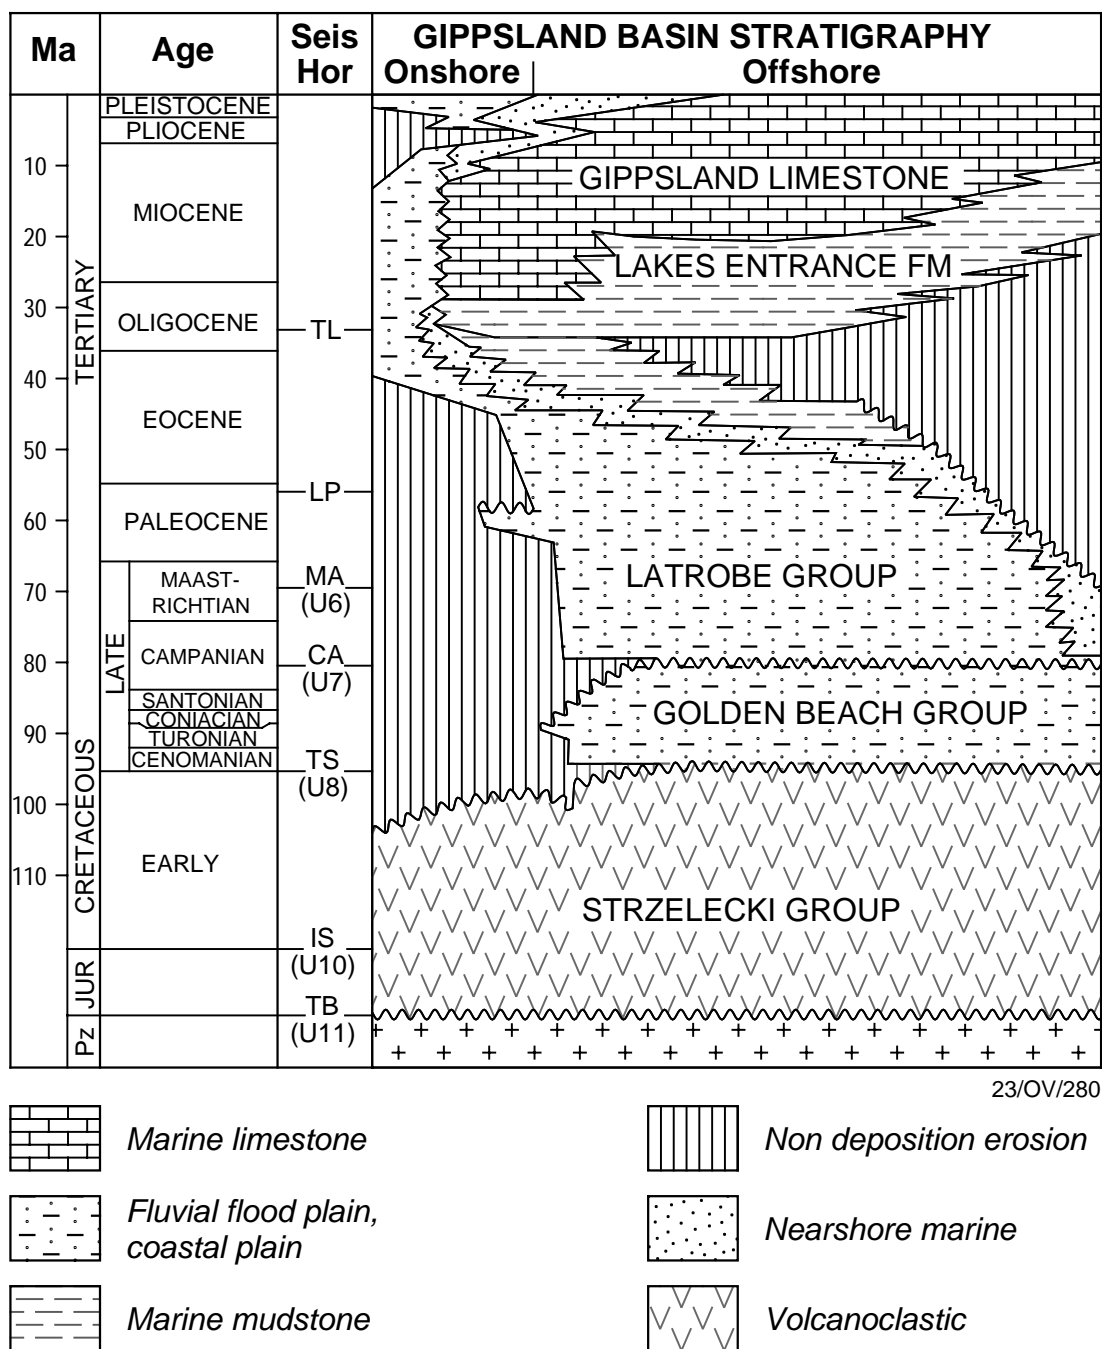 Ma
Age
Seis
Hor
GIPPSLAND BASIN STRATIGRAPHY
Onshore
Offshore
PLEISTOCENE
PLIOCENE
10
MIOCENE
GIPPSLAND LIMESTONE
20
TERTIARY
LAKES ENTRANCE FM
30
OLIGOCENE
TL
40
EOCENE
50
LP
60
PALEOCENE
LATE
MAAST-
RICHTIAN
MA
(U6)
LATROBE GROUP
70
CAMPANIAN
CA
(U7)
80
SANTONIAN
CONIACIAN
TURONIAN
CENOMANIAN
GOLDEN BEACH GROUP
90
TS
(U8)
CRETACEOUS
100
EARLY
110
STRZELECKI GROUP
IS
(U10)
JUR
TB
(U11)
Pz
23/OV/280
Marine limestone
Non deposition erosion
Fluvial flood plain,
coastal plain
Nearshore marine
Marine mudstone
Volcanoclastic